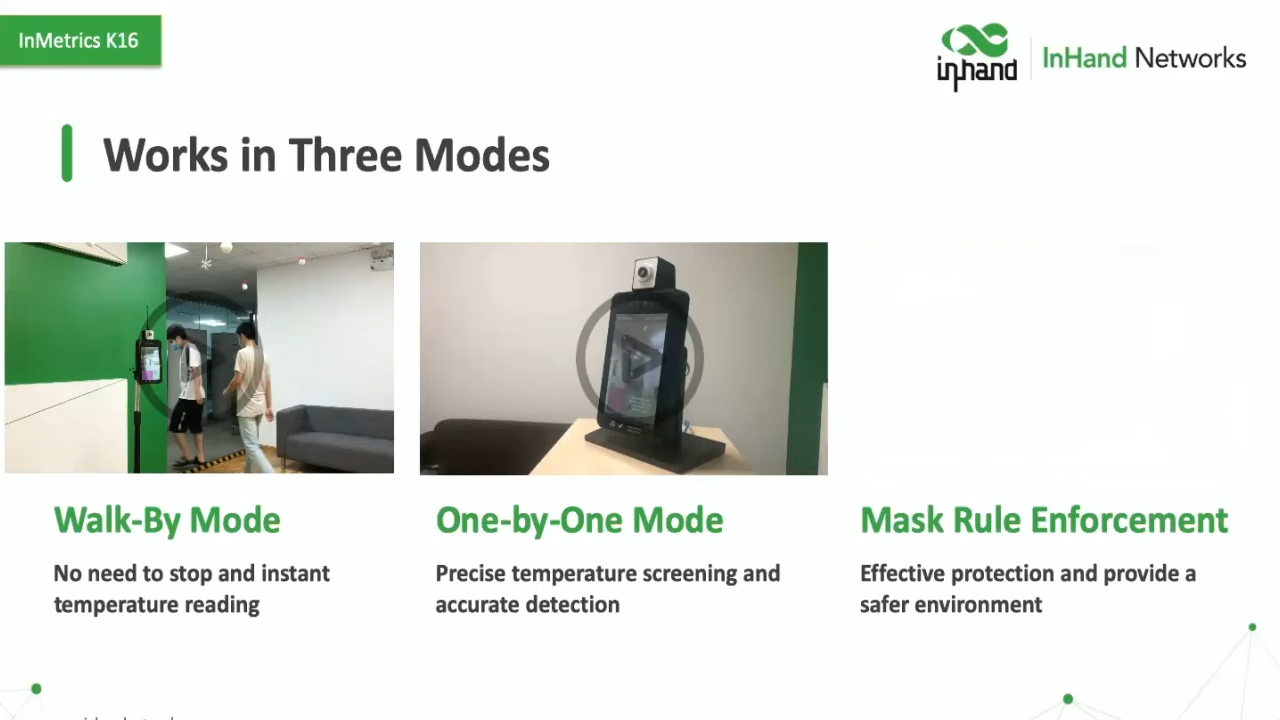 InMetrics K16
inhand
InHand Networks
Works in Three Modes
Walk-By Mode
No need to stop and instant
temperature reading
One-by-One Mode
Precise temperature screening and
accurate detection
Mask Rule Enforcement
Effective protection and provide a
safer environment